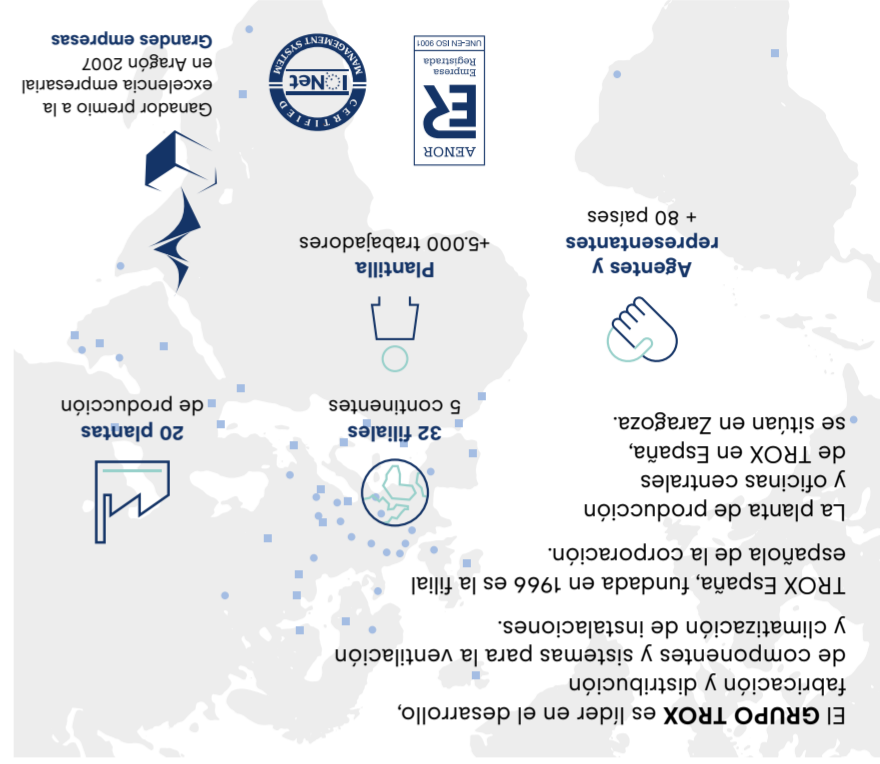 El GRUPO TROX es líder en el desarrollo,
fabricación y distribución
de componentes y sistemas para la ventilación
y climatización de instalaciones.
TROX España, fundada en 1966 es la filial
española de la corporación.
La planta de producción
y oficinas centrales
de TROX en España,
se sitúan en Zaragoza.
32 filiales
5 continentes
20 plantas
de producción
Agentes y
representantes
+ 80 países
Plantilla
+5.000 trabajadores
AENOR
ER
Empresa
Registrada
UNE-EN ISO 9001
CERTIFIED
IQNet
MANAGEMENT SYSTEM
Ganador premio a la
excelencia empresarial
en Aragón 2007
Grandes empresas